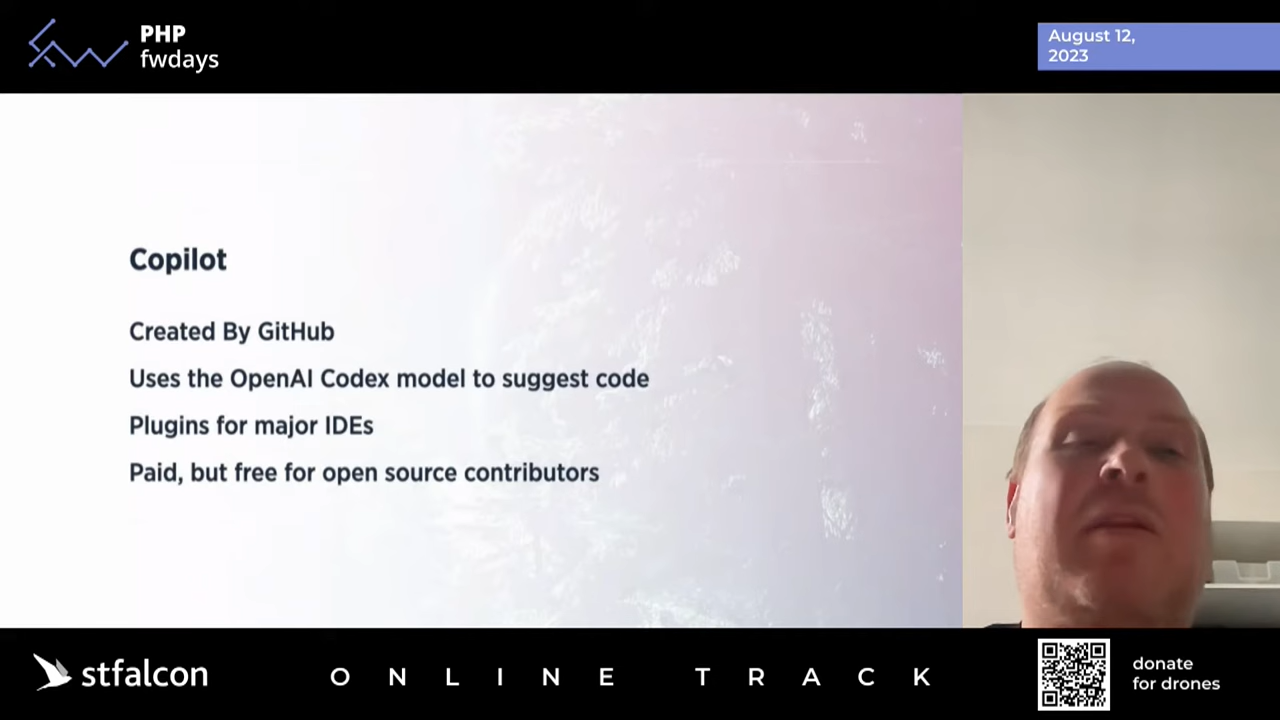 PHP
fwdays
August 12,
2023
Copilot
Created By GitHub
Uses the OpenAI Codex model to suggest code
Plugins for major IDEs
Paid, but free for open source contributors
stfalcon
ONLINE TRACK
donate
for drones